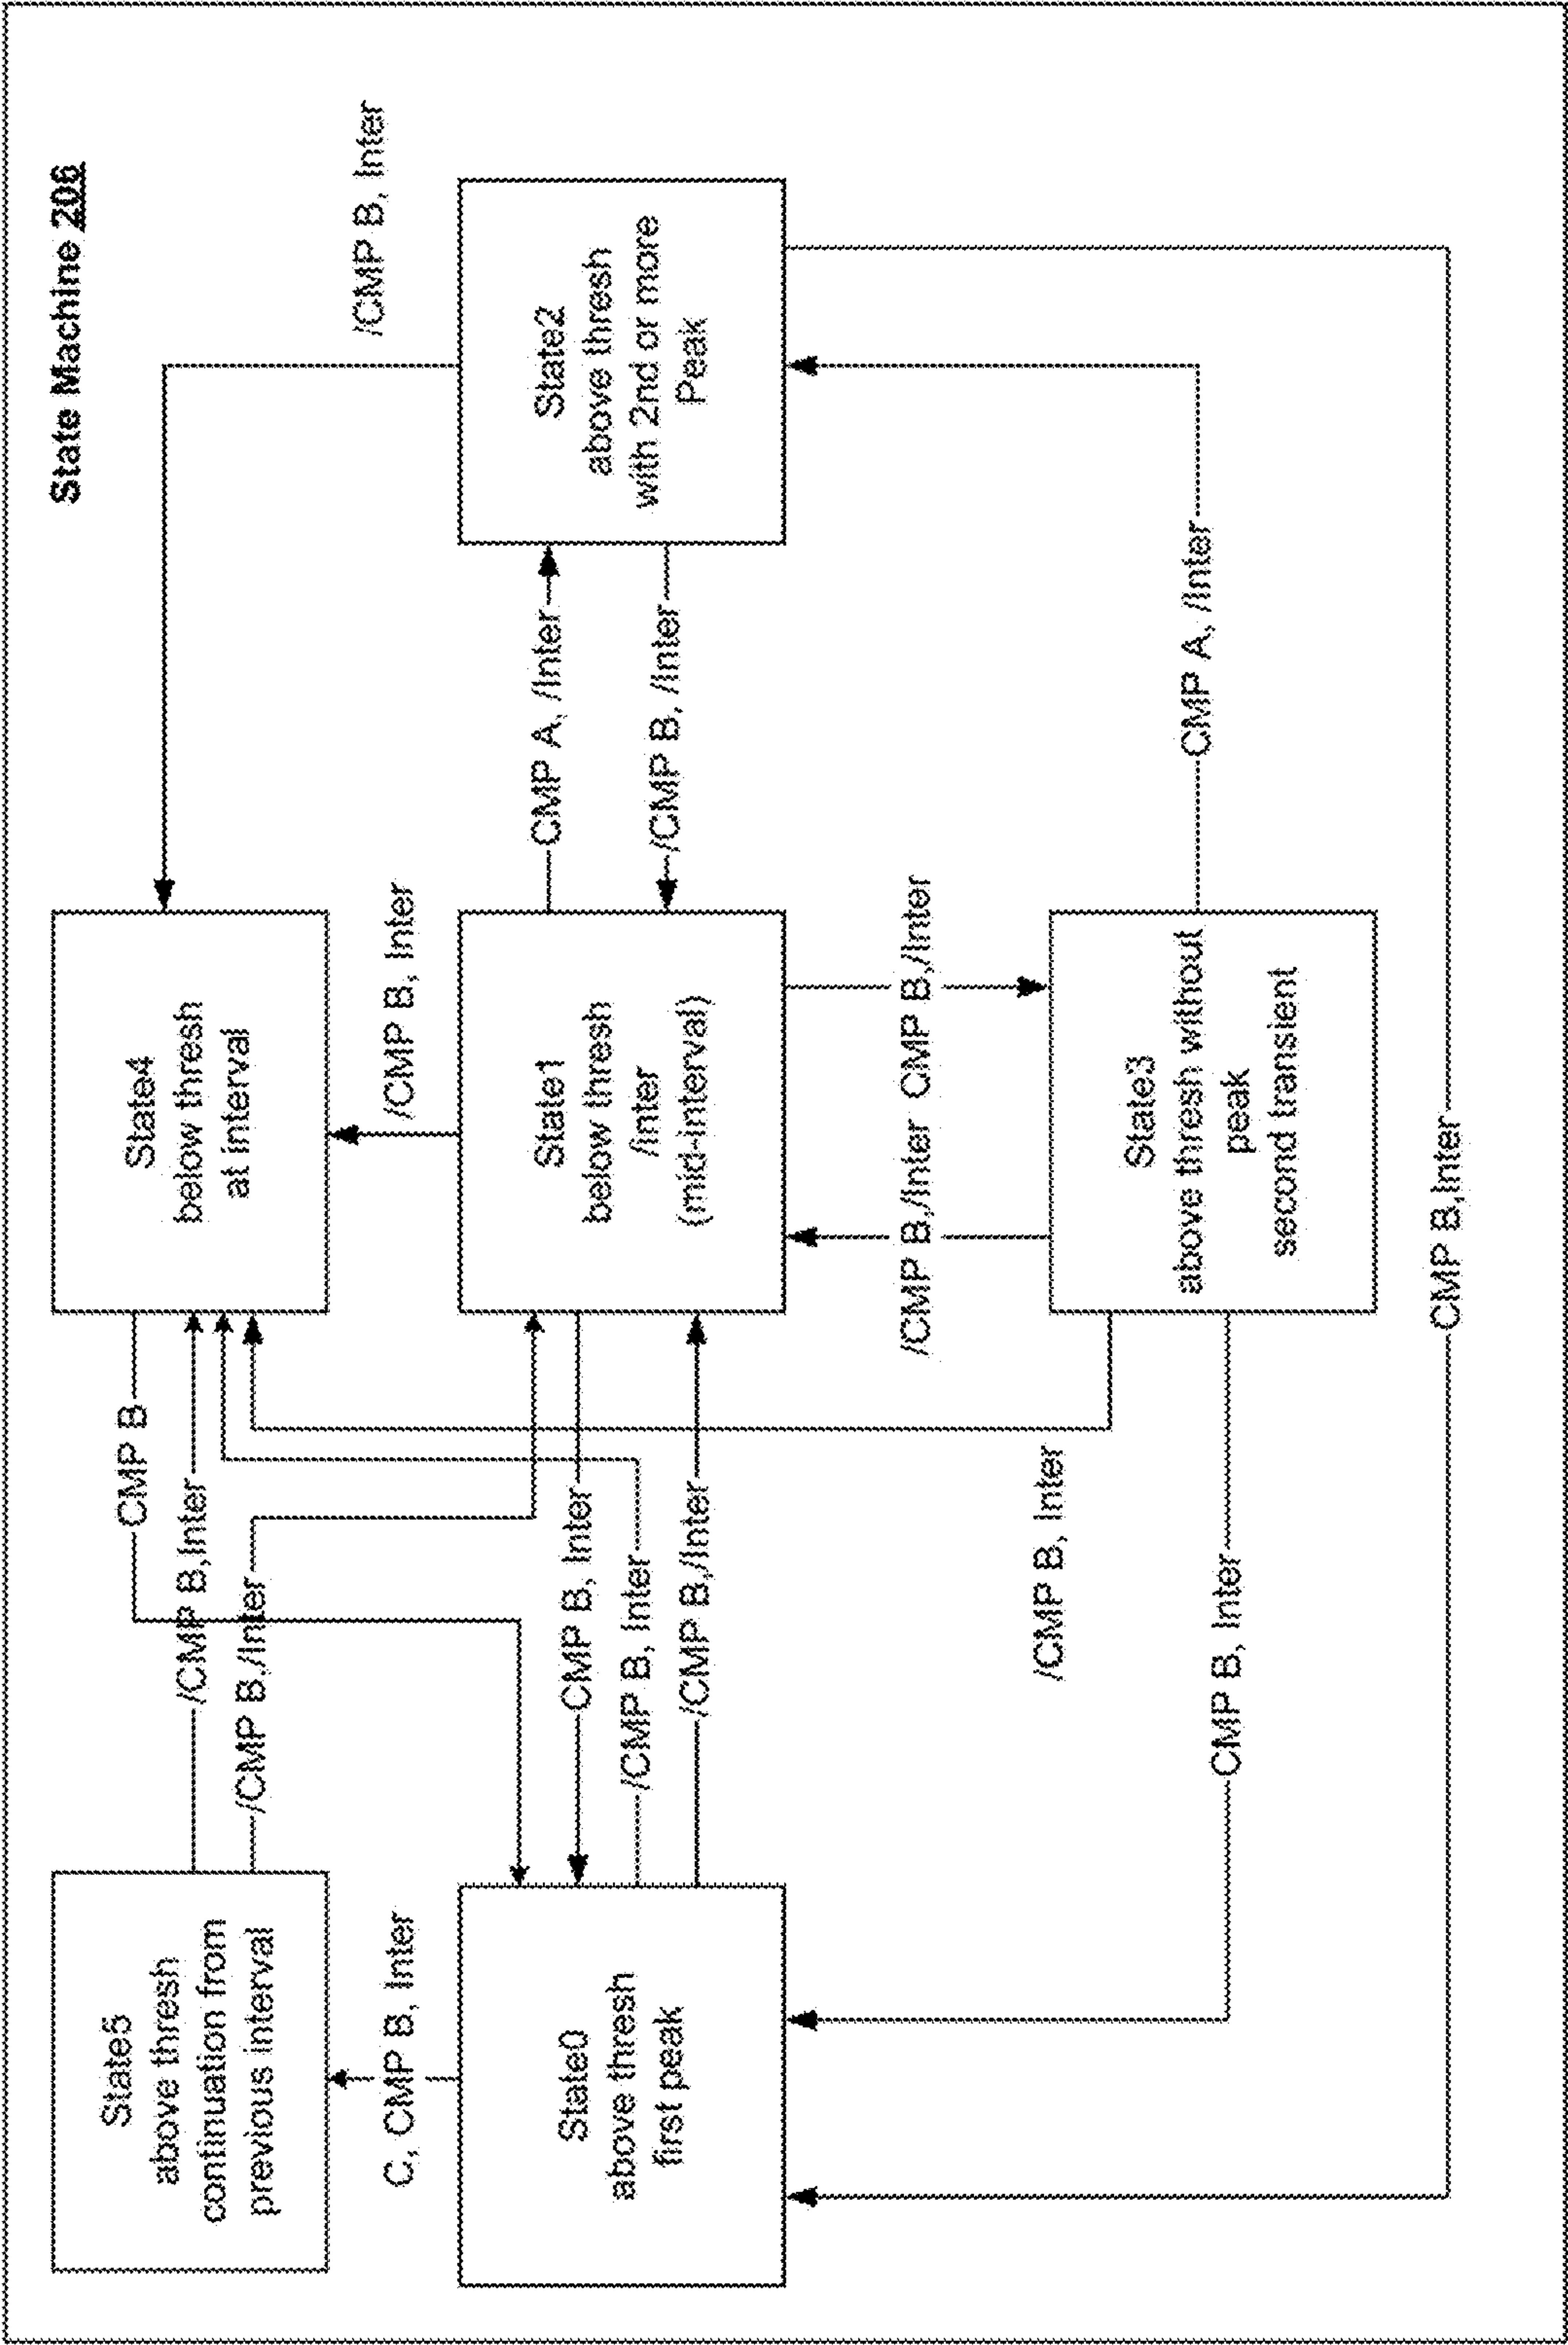 State Machine 206
State5
above thresh
continuation from
previous interval
CMP B
/CMP B,Inter
/CMP B,/Inter
State4
below thresh
at interval
/CMP B, Inter
C, CMP B, Inter
/CMP B, Inter
State0
above thresh
first peak
CMP B, Inter
/CMP B, Inter
/CMP B,/Inter
State1
below thresh
/Inter
(mid-interval)
CMP A, /Inter
/CMP B, /Inter
State2
above thresh
with 2nd or more
Peak
/CMP B,/Inter
CMP B,/Inter
/CMP B, Inter
CMP B, Inter
State3
above thresh without
peak
second transient
CMP A, /Inter
CMP B,Inter